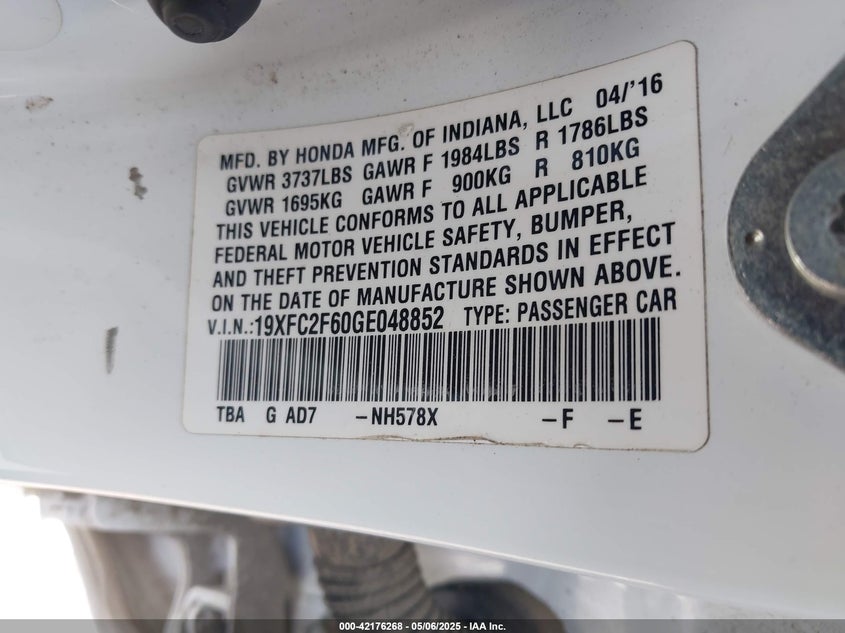 MFD. BY HONDA MFG. OF INDIANA, LLC 04/'16
GVWR 3737LBS GAWR F 1984LBS R 1786LBS
GVWR 1695KG GAWR F 900KG R 810KG
THIS VEHICLE CONFORMS TO ALL APPLICABLE
FEDERAL MOTOR VEHICLE SAFETY, BUMPER,
AND THEFT PREVENTION STANDARDS IN EFFECT
ON THE DATE OF MANUFACTURE SHOWN ABOVE.
V.I.N.:19XFC2F60GE048852 TYPE: PASSENGER CAR
TBA G AD7 –NH578X –F –E
000-42176268 - 05/06/2025 - IAA Inc.